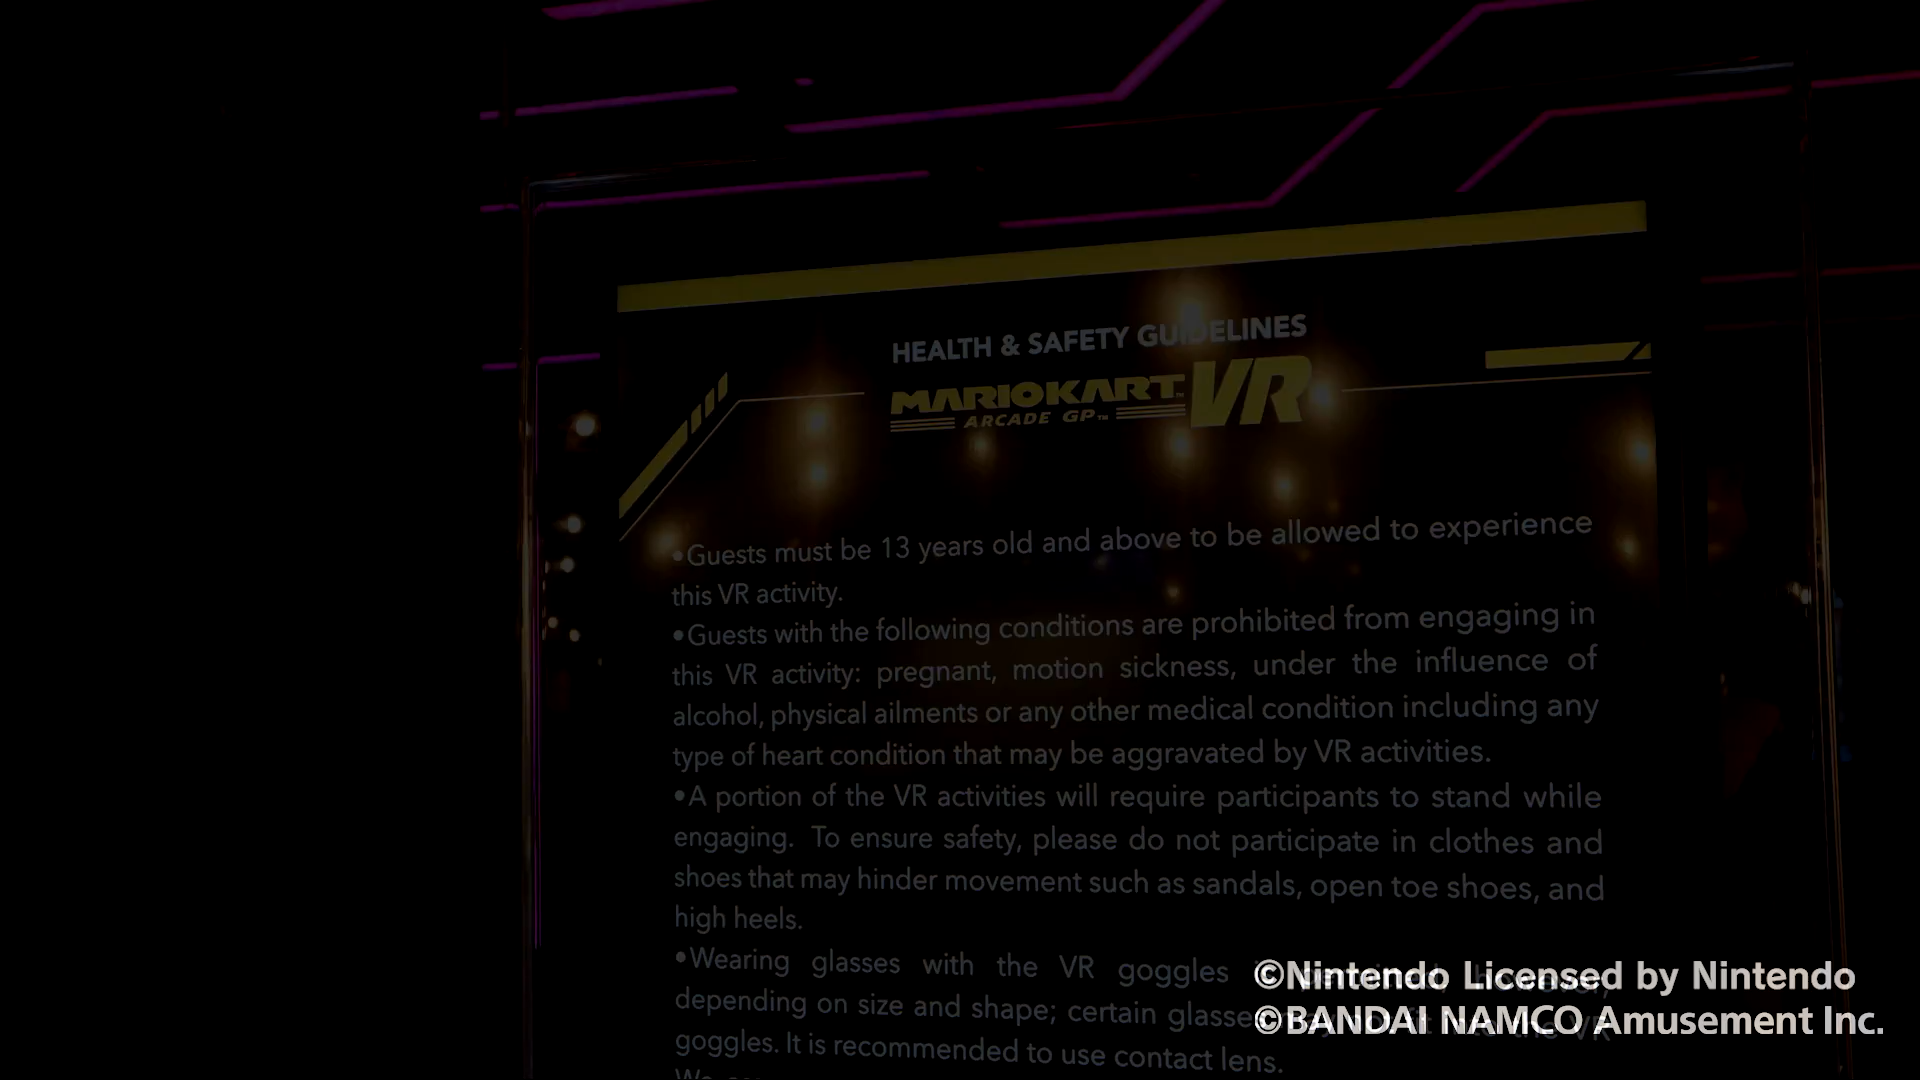 HEALTH & SAFETY GUIDELINES
MARIOKART™ VR
ARCADE GP™
•Guests must be 13 years old and above to be allowed to experience
this VR activity.
•Guests with the following conditions are prohibited from engaging in
this VR activity: pregnant, motion sickness, under the influence of
alcohol, physical ailments or any other medical condition including any
type of heart condition that may be aggravated by VR activities.
•A portion of the VR activities will require participants to stand while
engaging. To ensure safety, please do not participate in clothes and
shoes that may hinder movement such as sandals, open toe shoes, and
high heels.
•Wearing glasses with the VR goggles
depending on size and shape; certain glasses the VR
goggles. It is recommended to use contact lens.
©Nintendo Licensed by Nintendo
©BANDAI NAMCO Amusement Inc.